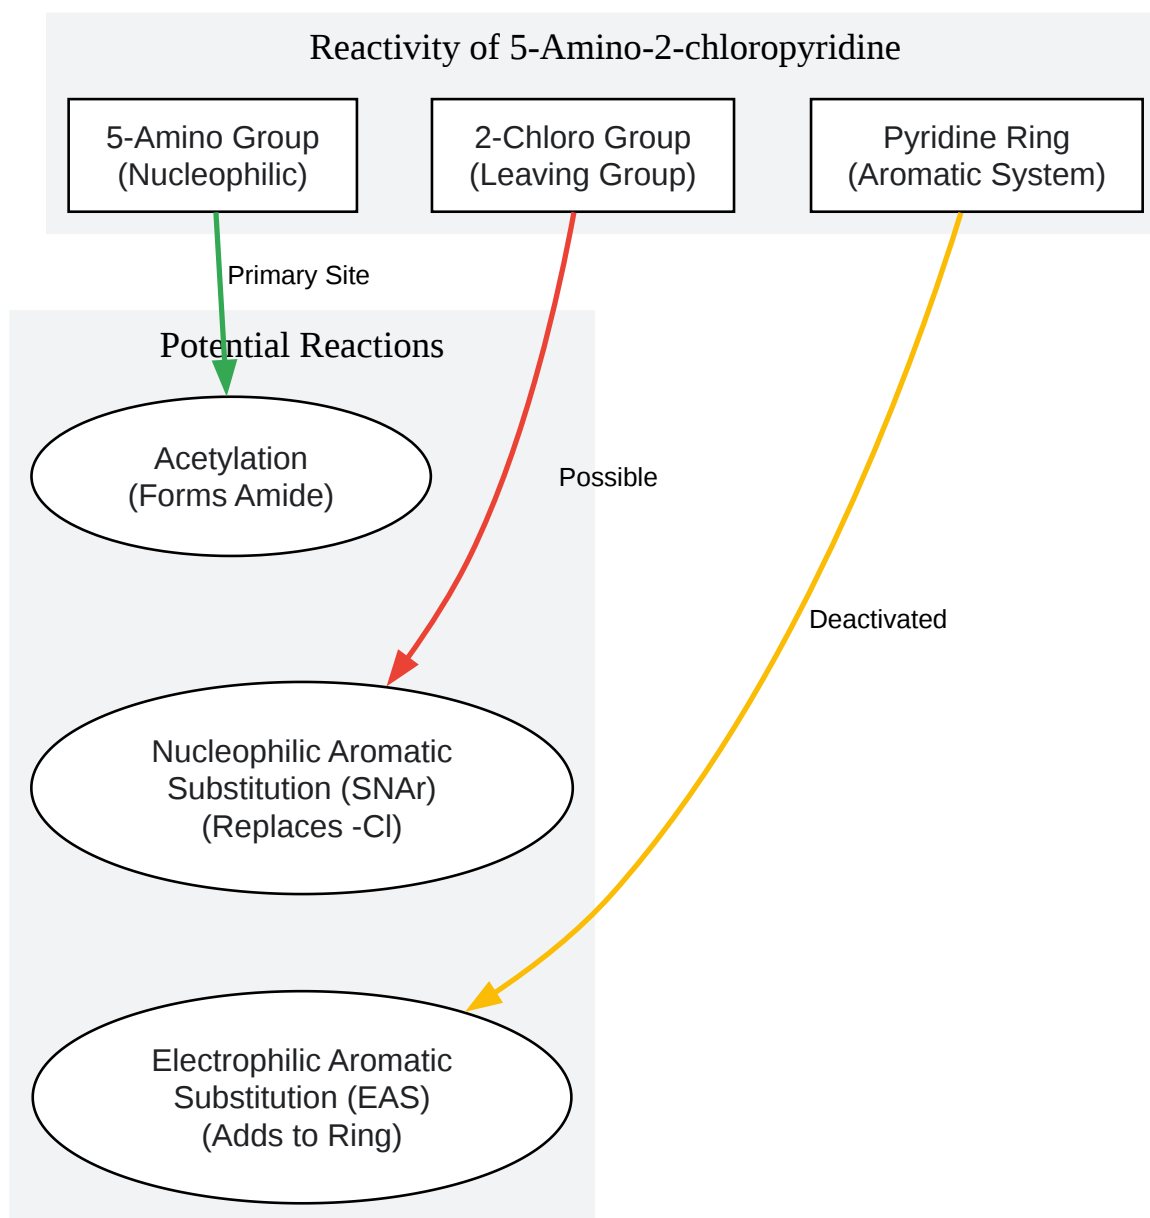 Reactivity of 5-Amino-2-chloropyridine
5-Amino Group
(Nucleophilic)
2-Chloro Group
(Leaving Group)
Pyridine Ring
(Aromatic System)
Primary Site
Potential Reactions
Acetylation
(Forms Amide)
Possible
Deactivated
Nucleophilic Aromatic
Substitution (SNAr)
(Replaces -Cl)
Electrophilic Aromatic
Substitution (EAS)
(Adds to Ring)